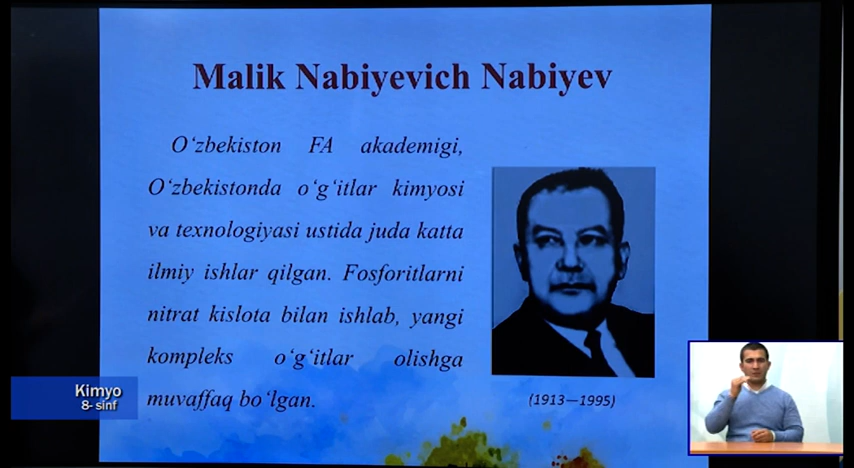 Malik Nabiyevich Nabiyev
O‘zbekiston FA akademigi,
O‘zbekistonda o‘g‘itlar kimyosi
va texnologiyasi ustida juda katta
ilmiy ishlar qilgan. Fosforitlarni
nitrat kislota bilan ishlab, yangi
kompleks o‘g‘itlar olishga
muvaffaq bo‘lgan.
(1913—1995)
Kimyo
8- sinf